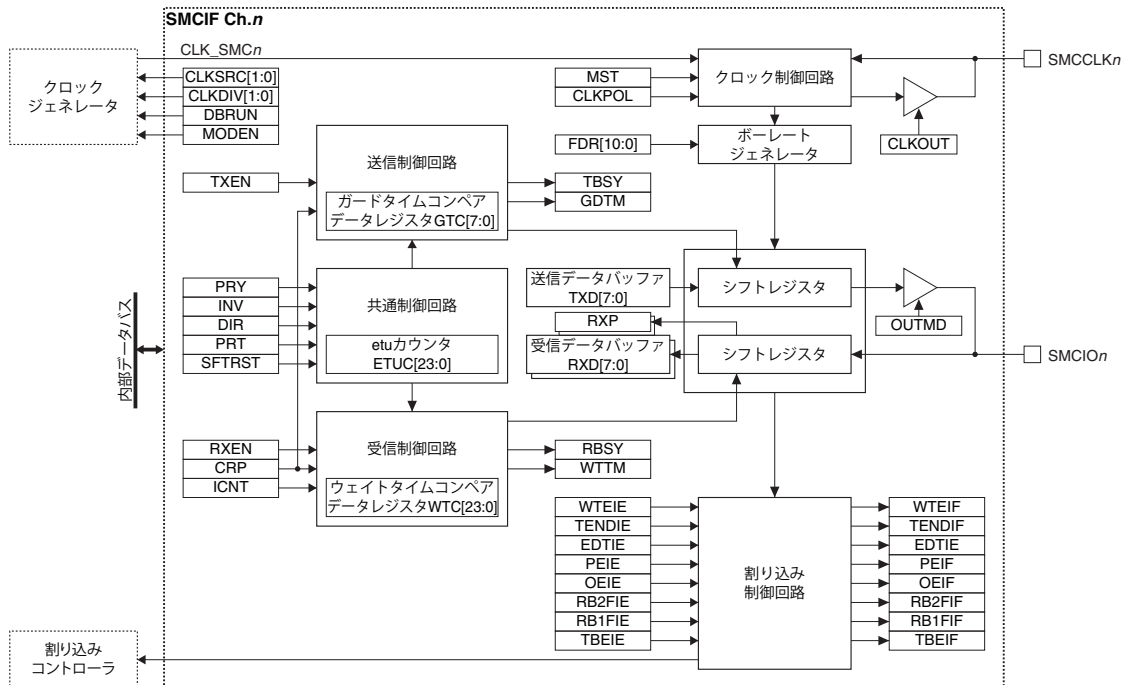 SMCIF Ch.n
CLK_SMCn
クロック
ジェネレータ
CLKSRC[1:0]
CLKDIV[1:0]
DBRUN
MODEN
MST
CLKPOL
クロック制御回路
SMCCLKn
CLKOUT
FDR[10:0]
ボーレート
ジェネレータ
送信制御回路
TXEN
ガードタイムコンペア
データレジスタGTC[7:0]
TBSY
GDTM
内部データバス
PRY
INV
DIR
PRT
SFTRST
共通制御回路
etuカウンタ
ETUC[23:0]
送信データバッファ
TXD[7:0]
シフトレジスタ
RXP
受信データバッファ
RXD[7:0]
シフトレジスタ
OUTMD
SMCIOn
RXEN
CRP
ICNT
受信制御回路
ウェイトタイムコンペア
データレジスタWTC[23:0]
RBSY
WTTM
WTEIE
TENDIE
EDTIE
PEIE
OEIE
RB2FIE
RB1FIE
TBEIE
割り込み
制御回路
WTEIF
TENDIF
EDTIE
PEIF
OEIF
RB2FIF
RB1FIF
TBEIF
割り込み
コントローラ